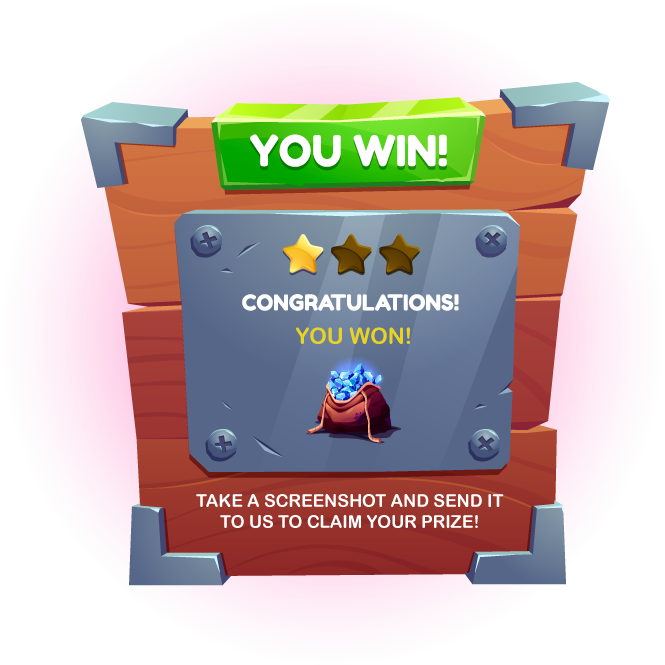 YOU WIN!
CONGRATULATIONS!
YOU WON!
TAKE A SCREENSHOT AND SEND IT
TO US TO CLAIM YOUR PRIZE!